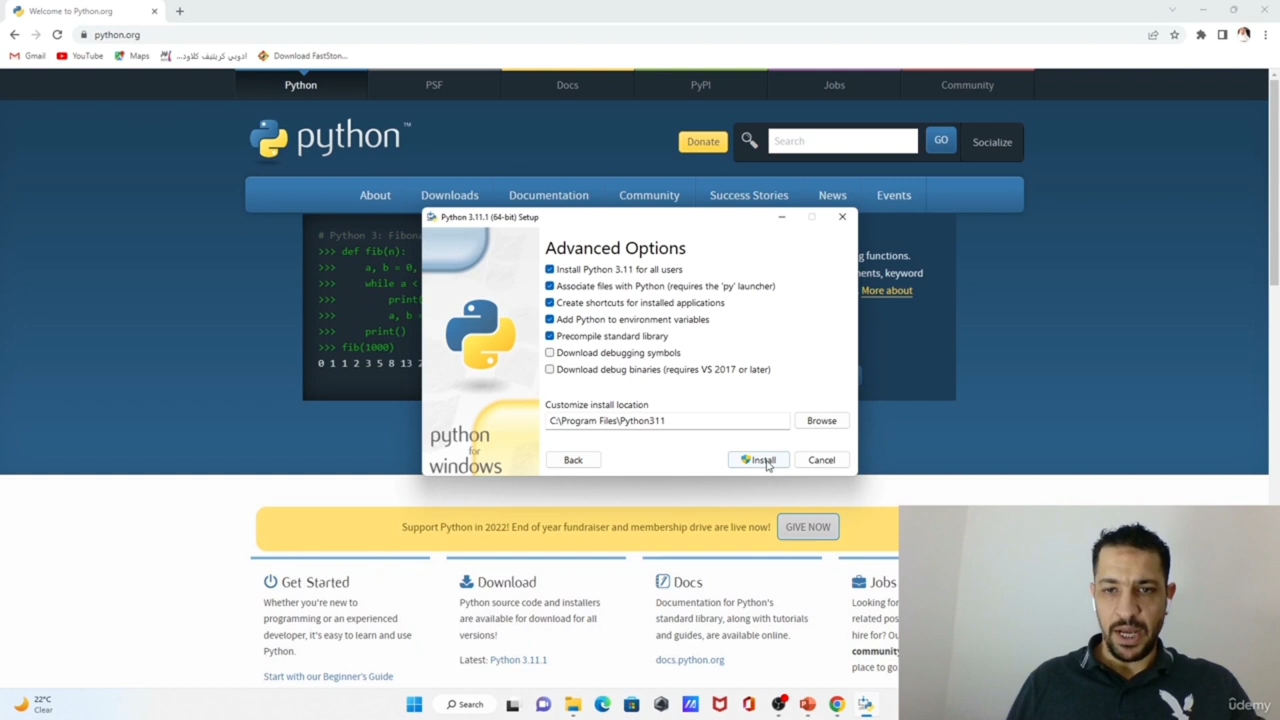 Welcome to Python.org
python.org
Gmail
YouTube
Maps
ادوبي كريتيف كلاود...
Download FastSton...
Python
PSF
Docs
PyPI
Jobs
Community
python™
Donate
Search
GO
Socialize
About
Downloads
Documentation
Community
Success Stories
News
Events
# Python 3: Fibona
>>> def fib(n):
>>>     a, b = 0,
>>>     while a <
>>>         print(
>>>         a, b =
>>>     print()
>>> fib(1000)
0 1 1 2 3 5 8 13 2
g functions.
ments, keyword
More about
Python 3.11.1 (64-bit) Setup
Advanced Options
Install Python 3.11 for all users
Associate files with Python (requires the 'py' launcher)
Create shortcuts for installed applications
Add Python to environment variables
Precompile standard library
Download debugging symbols
Download debug binaries (requires VS 2017 or later)
Customize install location
C:\Program Files\Python311
Browse
python
for
windows
Back
Install
Cancel
Support Python in 2022! End of year fundraiser and membership drive are live now!
GIVE NOW
Get Started
Whether you're new to
programming or an experienced
developer, it's easy to learn and use
Python.
Start with our Beginner's Guide
Download
Python source code and installers
are available for download for all
versions!
Latest: Python 3.11.1
Docs
Documentation for Python's
standard library, along with tutorials
and guides, are available online.
docs.python.org
Jobs
Looking for
related pos
hire for? Ou
community
place to go
22°C
Clear
Search
udemy